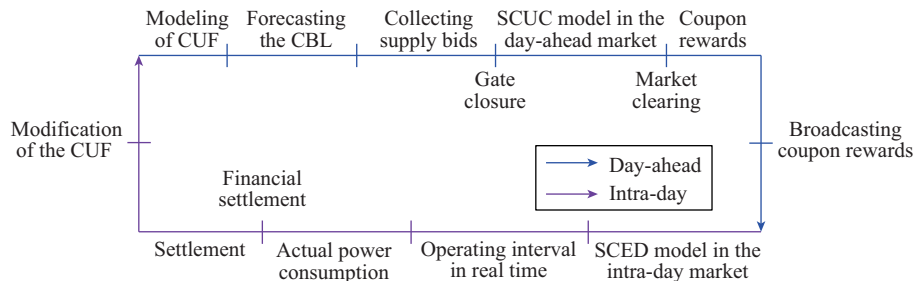 Modeling
of CUF
Forecasting
the CBL
Collecting
supply bids
SCUC model in the
day-ahead market
Coupon
rewards
Gate
closure
Market
clearing
Modification
of the CUF
Broadcasting
coupon rewards
Day-ahead
Intra-day
Financial
settlement
Settlement
Actual power
consumption
Operating interval
in real time
SCED model in the
intra-day market